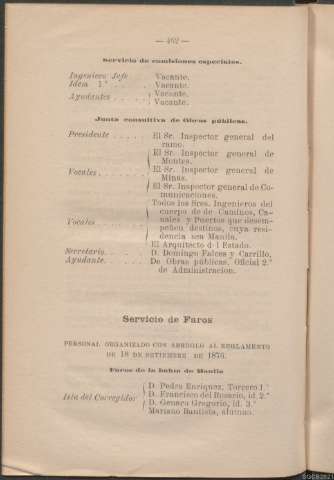 — 462 —
Servicio de comisiones especiales.
Ingeniero Jefe Vacante.
Idem 1.º . . Vacante.
Ayudantes . . . . . . Vacante.
Vacante.
Junta consultiva de Obras públicas.
Presidente . . . . . . El Sr. Inspector general del
ramo.
El Sr. Inspector general de
Montes.
Vocales . . . . . . . El Sr. Inspector general de
Minas.
El Sr. Inspector general de Co-
municaciones.
Todos los Sres. Ingenieros del
cuerpo de de Caminos, Ca-
nales y Puertos que desem-
Vocales . . . . . . . peñen destinos, cuya resi-
dencia sea Manila.
El Arquitecto d l Estado.
Secretario . . . . . D. Domingo Falces y Carrillo,
Ayudante. . . . . . De Obras públicas, Oficial 2.º
de Administracion.
Servicio de Faros
PERSONAL ORGANIZADO CON ARREGLO AL REGLAMENTO
DE 18 DE SETIEMBRE DE 1876.
Faros de la bahía de Manila
D. Pedro Enriquez, Torrero 1.º
Isla del Corregidor D. Francisco del Rosario, id 2.º
D. Genaro Gregorio, id. 3.º
Mariano Bautista, alumno.